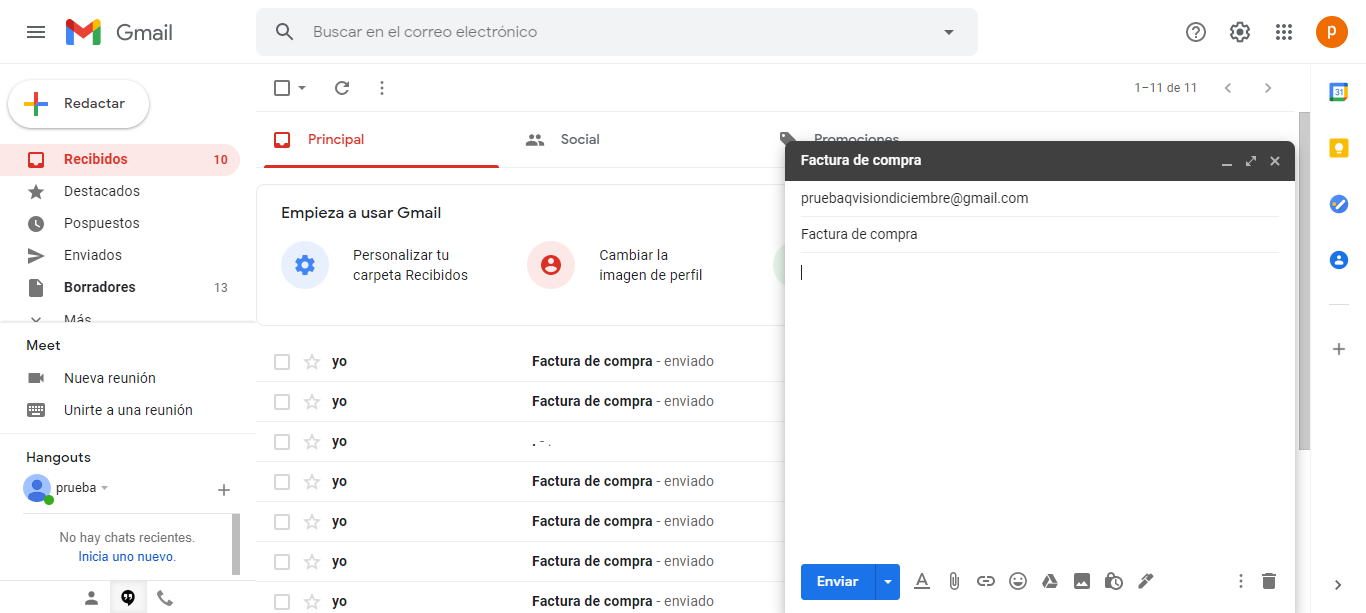 Gmail
Buscar en el correo electrónico
p
Redactar
1–11 de 11
31
Principal
Social
Promociones
Recibidos 10
Destacados
Pospuestos
Enviados
Borradores 13
Más
Empieza a usar Gmail
Personalizar tu
carpeta Recibidos
Cambiar la
imagen de perfil
Meet
Nueva reunión
Unirte a una reunión
Hangouts
prueba
No hay chats recientes.
Inicia uno nuevo.
yo Factura de compra - enviado
yo Factura de compra - enviado
yo . - .
yo Factura de compra - enviado
yo Factura de compra - enviado
yo Factura de compra - enviado
yo Factura de compra - enviado
Factura de compra
pruebaqvisiondiciembre@gmail.com
Factura de compra
Enviar